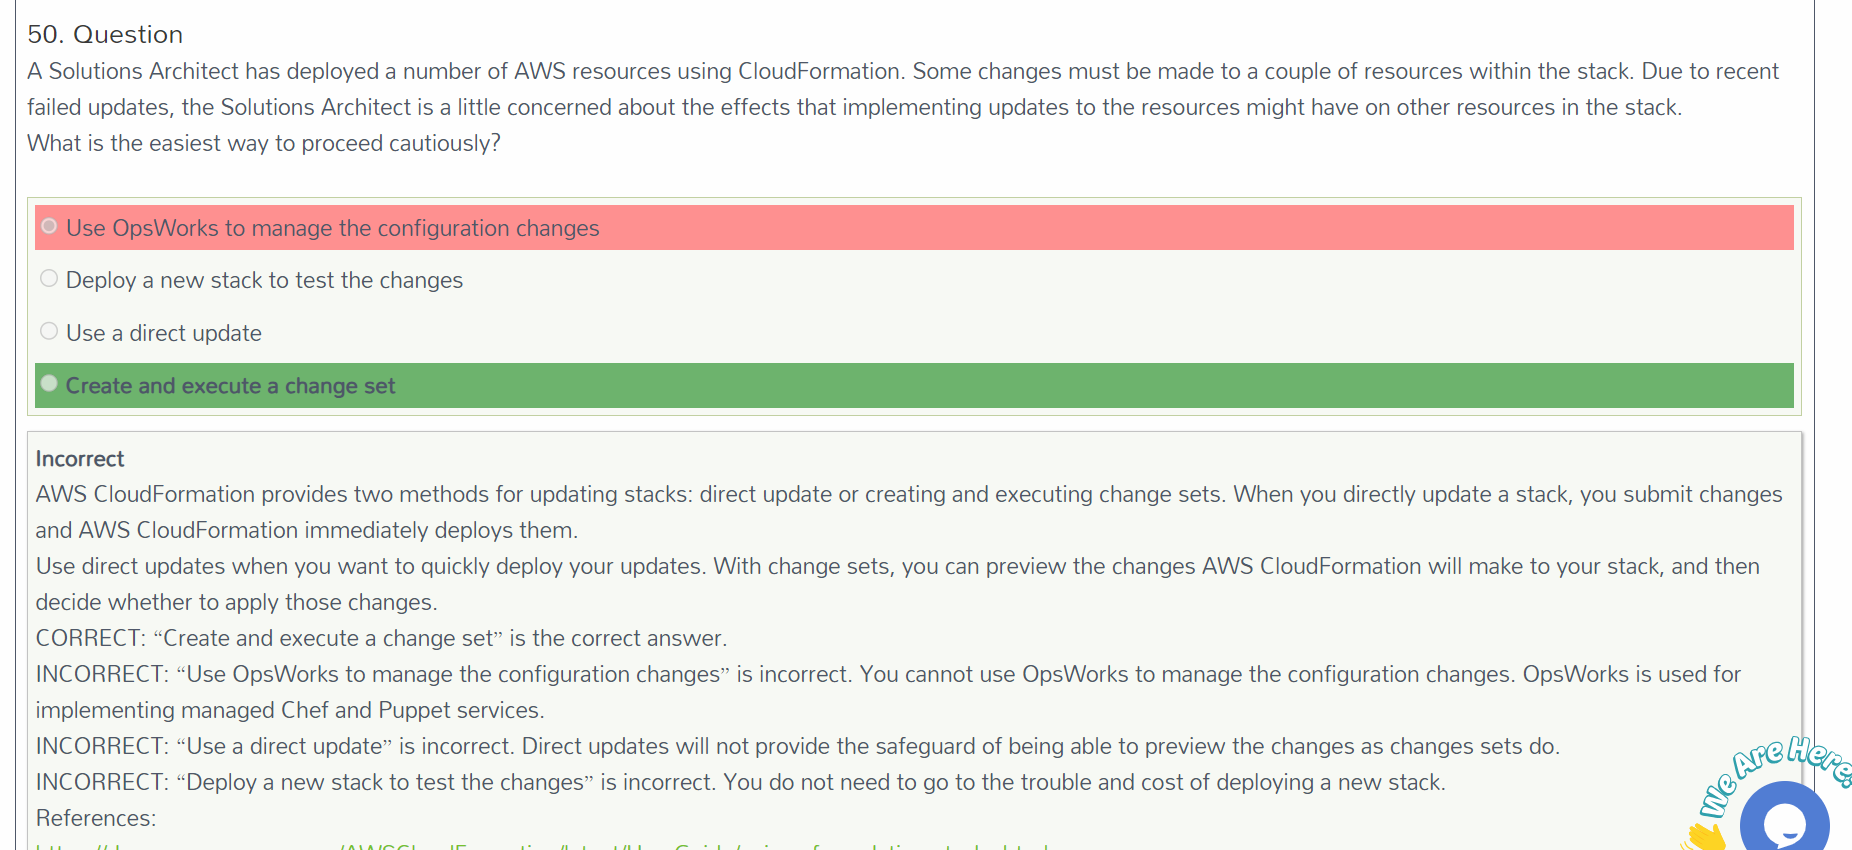 50. Question
A Solutions Architect has deployed a number of AWS resources using CloudFormation. Some changes must be made to a couple of resources within the stack. Due to recent
failed updates, the Solutions Architect is a little concerned about the effects that implementing updates to the resources might have on other resources in the stack.
What is the easiest way to proceed cautiously?
Use OpsWorks to manage the configuration changes
Deploy a new stack to test the changes
Use a direct update
Create and execute a change set
Incorrect
AWS CloudFormation provides two methods for updating stacks: direct update or creating and executing change sets. When you directly update a stack, you submit changes
and AWS CloudFormation immediately deploys them.
Use direct updates when you want to quickly deploy your updates. With change sets, you can preview the changes AWS CloudFormation will make to your stack, and then
decide whether to apply those changes.
CORRECT: “Create and execute a change set” is the correct answer.
INCORRECT: “Use OpsWorks to manage the configuration changes” is incorrect. You cannot use OpsWorks to manage the configuration changes. OpsWorks is used for
implementing managed Chef and Puppet services.
INCORRECT: “Use a direct update” is incorrect. Direct updates will not provide the safeguard of being able to preview the changes as changes sets do.
INCORRECT: “Deploy a new stack to test the changes” is incorrect. You do not need to go to the trouble and cost of deploying a new stack.
References:
We Are Here!